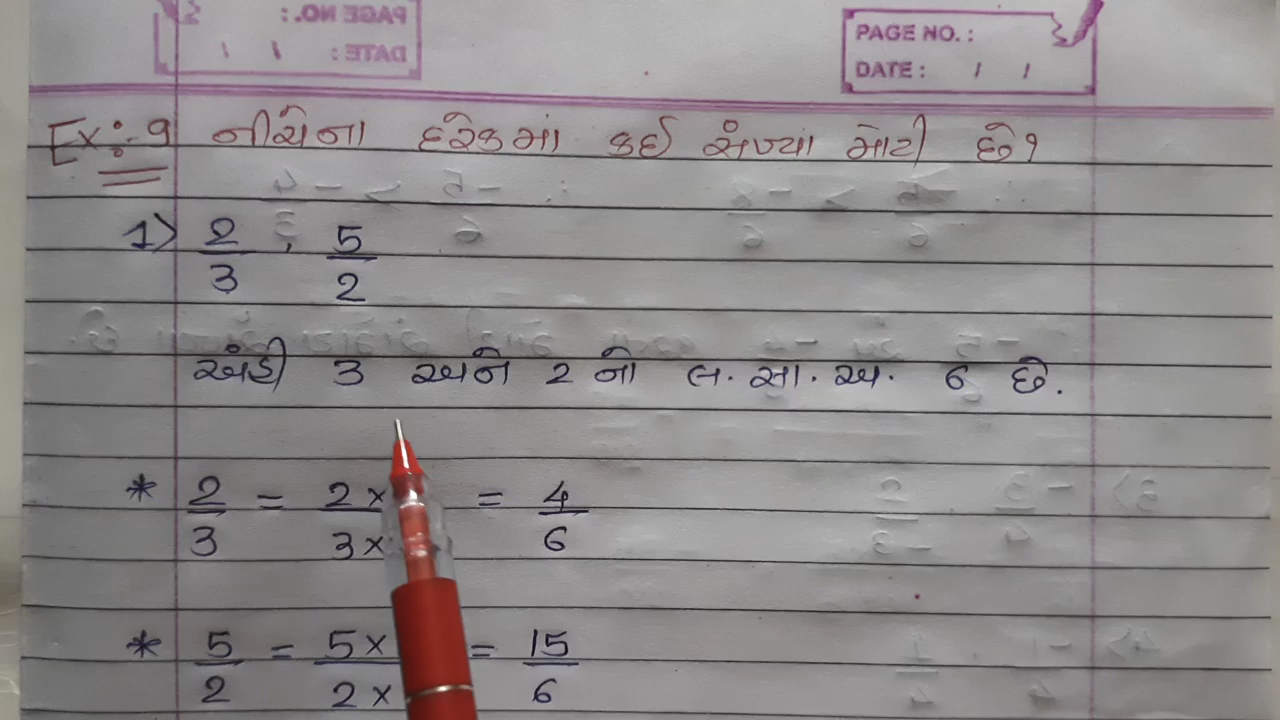 PAGE NO. :
DATE : / /
Ex:-9 નીચેના દરેકમાં કઈ સંખ્યા મોટી છે?
1) 2/3 , 5/2
અંહી 3 અને 2 નો લ.સા.અ. 6 છે.
* 2/3 = 2× / 3× = 4/6
* 5/2 = 5× / 2× = 15/6